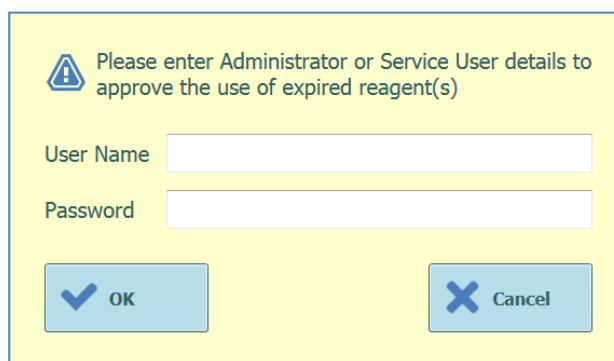 Please enter Administrator or Service User details to
approve the use of expired reagent(s)
User Name
Password
OK
Cancel